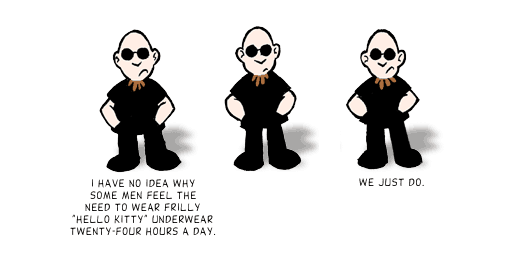 I HAVE NO IDEA WHY
SOME MEN FEEL THE
NEED TO WEAR FRILLY
"HELLO KITTY" UNDERWEAR
TWENTY-FOUR HOURS A DAY.
WE JUST DO.